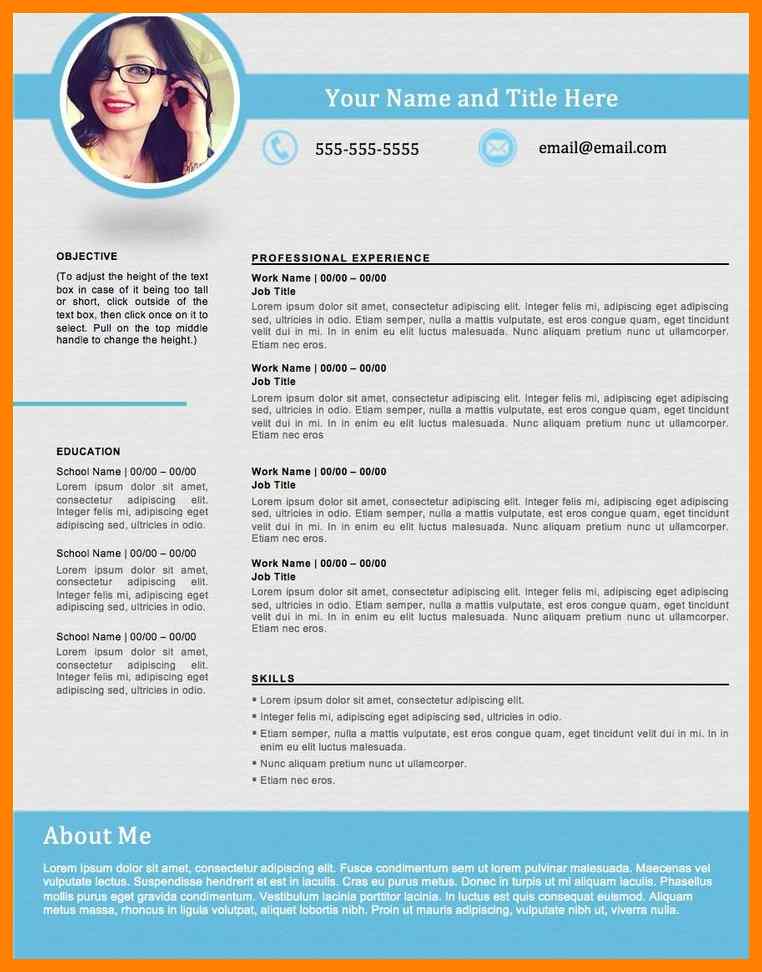 Your Name and Title Here
555-555-5555
email@email.com
OBJECTIVE
(To adjust the height of the text
box in case of it being too tall
or short, click outside of the
text box, then click once on it to
select. Pull on the top middle
handle to change the height.)
EDUCATION
School Name | 00/00 – 00/00
Lorem ipsum dolor sit amet,
consectetur adipiscing elit.
Integer felis mi, adipiscing eget
adipiscing sed, ultricies in odio.
School Name | 00/00 – 00/00
Lorem ipsum dolor sit amet,
consectetur adipiscing elit.
Integer felis mi, adipiscing eget
adipiscing sed, ultricies in odio.
School Name | 00/00 – 00/00
Lorem ipsum dolor sit amet,
consectetur adipiscing elit.
Integer felis mi, adipiscing eget
adipiscing sed, ultricies in odio.
PROFESSIONAL EXPERIENCE
Work Name | 00/00 – 00/00
Job Title
Lorem ipsum dolor sit amet, consectetur adipiscing elit. Integer felis mi, adipiscing eget adipiscing
sed, ultricies in odio. Etiam semper, nulla a mattis vulputate, est eros congue quam, eget tincidunt
velit dui in mi. In in enim eu elit luctus malesuada. Nunc aliquam pretium nunc ut ullamcorper.
Etiam nec eros.
Work Name | 00/00 – 00/00
Job Title
Lorem ipsum dolor sit amet, consectetur adipiscing elit. Integer felis mi, adipiscing eget adipiscing
sed, ultricies in odio. Etiam semper, nulla a mattis vulputate, est eros congue quam, eget tincidunt
velit dui in mi. In in enim eu elit luctus malesuada. Nunc aliquam pretium nunc ut ullamcorper.
Etiam nec eros
Work Name | 00/00 – 00/00
Job Title
Lorem ipsum dolor sit amet, consectetur adipiscing elit. Integer felis mi, adipiscing eget adipiscing
sed, ultricies in odio. Etiam semper, nulla a mattis vulputate, est eros congue quam, eget tincidunt
velit dui in mi. In in enim eu elit luctus malesuada. Nunc aliquam pretium nunc ut ullamcorper.
Etiam nec eros.
Work Name | 00/00 – 00/00
Job Title
Lorem ipsum dolor sit amet, consectetur adipiscing elit. Integer felis mi, adipiscing eget adipiscing
sed, ultricies in odio. Etiam semper, nulla a mattis vulputate, est eros congue quam, eget tincidunt
velit dui in mi. In in enim eu elit luctus malesuada. Nunc aliquam pretium nunc ut ullamcorper.
Etiam nec eros.
SKILLS
▪ Lorem ipsum dolor sit amet, consectetur adipiscing elit.
▪ Integer felis mi, adipiscing eget adipiscing sed, ultricies in odio.
▪ Etiam semper, nulla a mattis vulputate, est eros congue quam, eget tincidunt velit dui in mi. In in
enim eu elit luctus malesuada.
▪ Nunc aliquam pretium nunc ut ullamcorper.
▪ Etiam nec eros.
About Me
Lorem ipsum dolor sit amet, consectetur adipiscing elit. Fusce condimentum sem ut lorem pulvinar malesuada. Maecenas vel
vulputate lectus. Suspendisse hendrerit et est in iaculis. Cras eu purus metus. Donec in turpis ut mi aliquam iaculis. Phasellus
mollis purus eget gravida condimentum. Vestibulum lacinia porttitor lacinia. In luctus est quis consequat euismod. Aliquam
metus massa, rhoncus in ligula volutpat, aliquet lobortis nibh. Proin ut mauris adipiscing, vulputate nibh ut, viverra nulla.